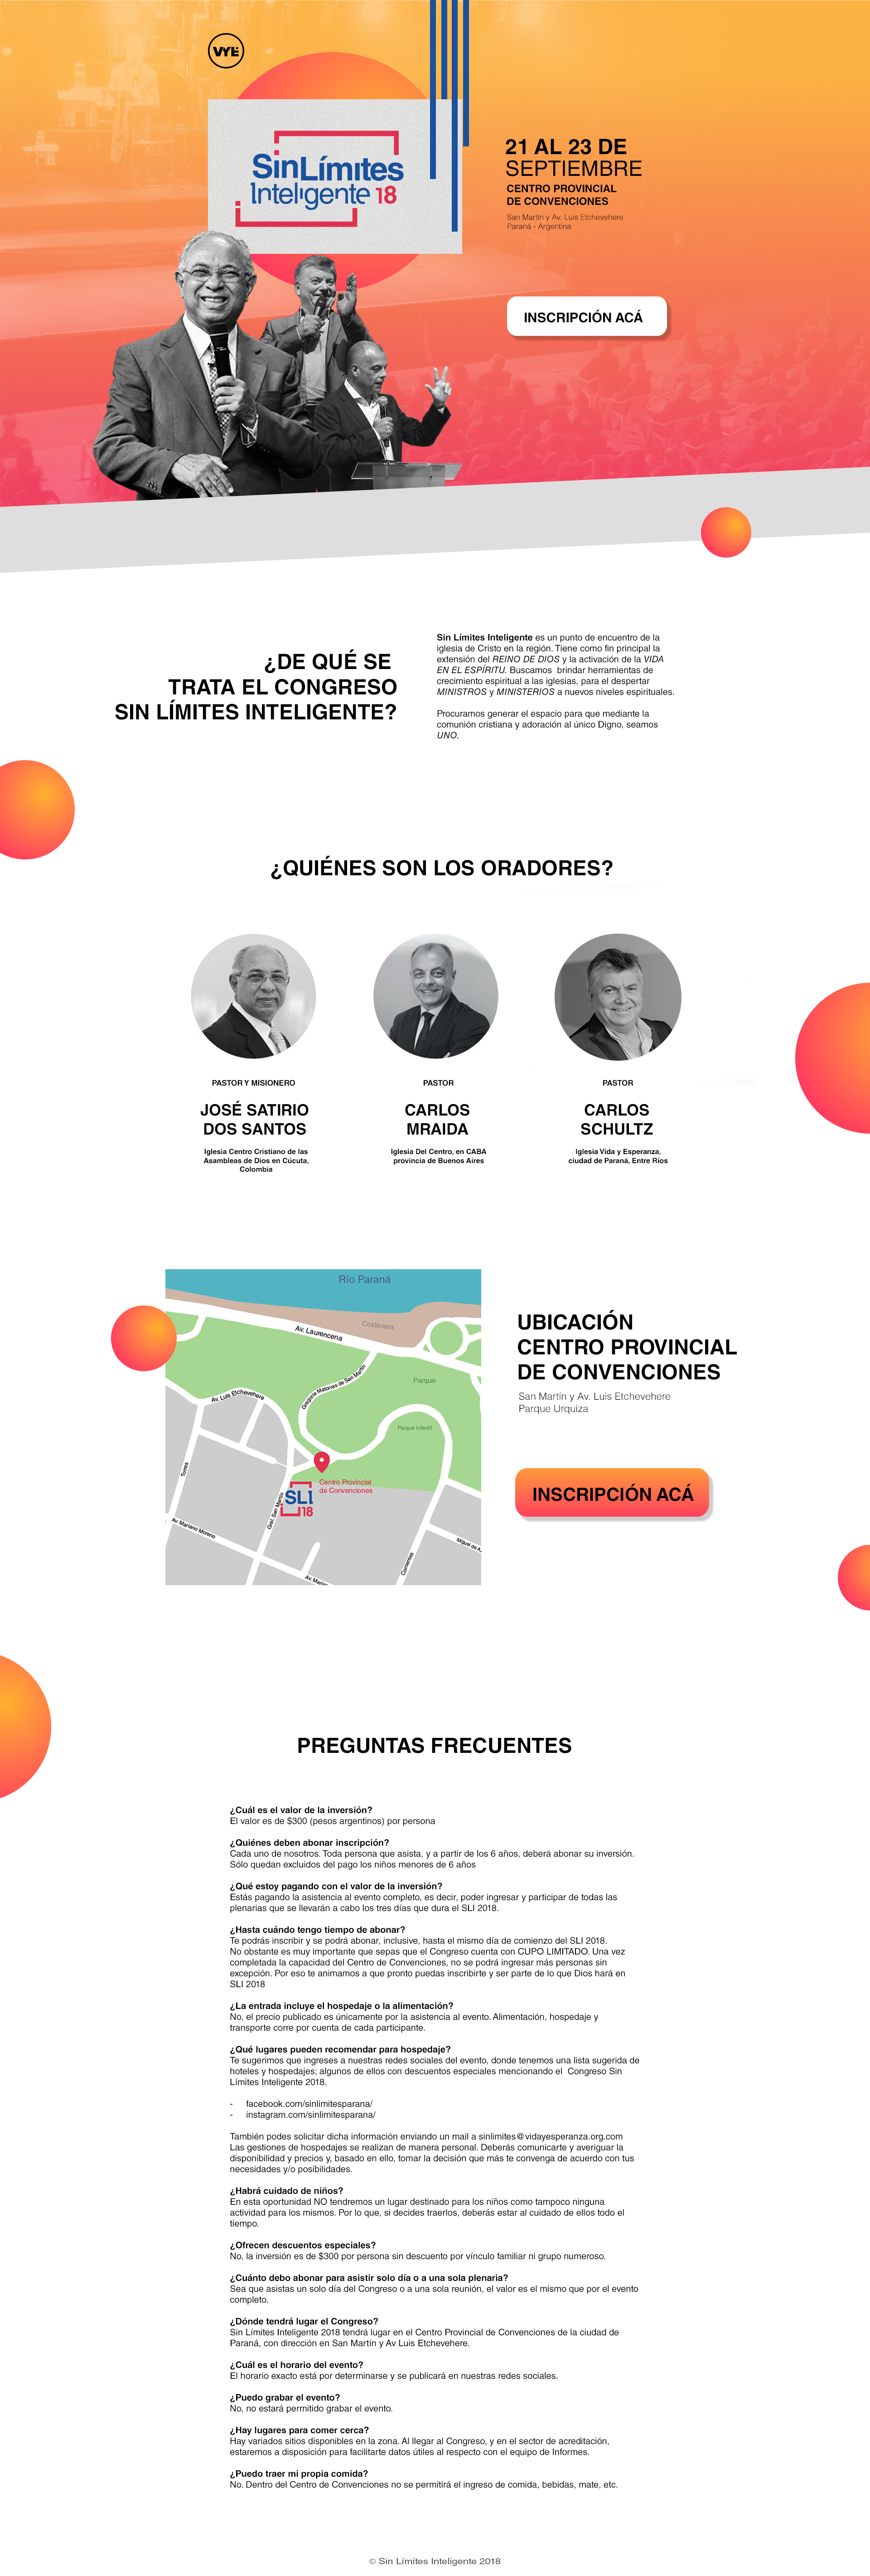 VYE
SinLímites
Inteligente 18
21 AL 23 DE
SEPTIEMBRE
CENTRO PROVINCIAL
DE CONVENCIONES
San Martín y Av. Luis Etchevehere
Paraná - Argentina
INSCRIPCIÓN ACÁ
¿DE QUÉ SE
TRATA EL CONGRESO
SIN LÍMITES INTELIGENTE?
Sin Límites Inteligente es un punto de encuentro de la
iglesia de Cristo en la región. Tiene como fin principal la
extensión del REINO DE DIOS y la activación de la VIDA
EN EL ESPÍRITU. Buscamos brindar herramientas de
crecimiento espiritual a las iglesias, para el despertar
MINISTROS y MINISTERIOS a nuevos niveles espirituales.
Procuramos generar el espacio para que mediante la
comunión cristiana y adoración al único Digno, seamos
UNO.
¿QUIÉNES SON LOS ORADORES?
PASTOR Y MISIONERO
JOSÉ SATIRIO
DOS SANTOS
Iglesia Centro Cristiano de las
Asambleas de Dios en Cúcuta,
Colombia
PASTOR
CARLOS
MRAIDA
Iglesia Del Centro, en CABA
provincia de Buenos Aires
PASTOR
CARLOS
SCHULTZ
Iglesia Vida y Esperanza,
ciudad de Paraná, Entre Ríos
Río Paraná
Costanera
Av. Laurencena
Parque
Gregoria Matorras de San Martín
Av. Luis Etchevehere
Parque Infantil
Torres
Centro Provincial
de Convenciones
SLI
18
Gral. San Martín
Av. Mariano Moreno
Corrientes
Miguel de A.
UBICACIÓN
CENTRO PROVINCIAL
DE CONVENCIONES
San Martín y Av. Luis Etchevehere
Parque Urquiza
INSCRIPCIÓN ACÁ
PREGUNTAS FRECUENTES
¿Cuál es el valor de la inversión?
El valor es de $300 (pesos argentinos) por persona
¿Quiénes deben abonar inscripción?
Cada uno de nosotros. Toda persona que asista, y a partir de los 6 años, deberá abonar su inversión.
Sólo quedan excluidos del pago los niños menores de 6 años
¿Qué estoy pagando con el valor de la inversión?
Estás pagando la asistencia al evento completo, es decir, poder ingresar y participar de todas las
plenarias que se llevarán a cabo los tres días que dura el SLI 2018.
¿Hasta cuándo tengo tiempo de abonar?
Te podrás inscribir y se podrá abonar, inclusive, hasta el mismo día de comienzo del SLI 2018.
No obstante es muy importante que sepas que el Congreso cuenta con CUPO LIMITADO. Una vez
completada la capacidad del Centro de Convenciones, no se podrá ingresar más personas sin
excepción. Por eso te animamos a que pronto puedas inscribirte y ser parte de lo que Dios hará en
SLI 2018
¿La entrada incluye el hospedaje o la alimentación?
No, el precio publicado es únicamente por la asistencia al evento. Alimentación, hospedaje y
transporte corre por cuenta de cada participante.
¿Qué lugares pueden recomendar para hospedaje?
Te sugerimos que ingreses a nuestras redes sociales del evento, donde tenemos una lista sugerida de
hoteles y hospedajes; algunos de ellos con descuentos especiales mencionando el Congreso Sin
Límites Inteligente 2018.
- facebook.com/sinlimitesparana/
- instagram.com/sinlimitesparana/
También podes solicitar dicha información enviando un mail a sinlimites@vidayesperanza.org.com
Las gestiones de hospedajes se realizan de manera personal. Deberás comunicarte y averiguar la
disponibilidad y precios y, basado en ello, tomar la decisión que más te convenga de acuerdo con tus
necesidades y/o posibilidades.
¿Habrá cuidado de niños?
En esta oportunidad NO tendremos un lugar destinado para los niños como tampoco ninguna
actividad para los mismos. Por lo que, si decides traerlos, deberás estar al cuidado de ellos todo el
tiempo.
¿Ofrecen descuentos especiales?
No, la inversión es de $300 por persona sin descuento por vínculo familiar ni grupo numeroso.
¿Cuánto debo abonar para asistir solo día o a una sola plenaria?
Sea que asistas un solo día del Congreso o a una sola reunión, el valor es el mismo que por el evento
completo.
¿Dónde tendrá lugar el Congreso?
Sin Límites Inteligente 2018 tendrá lugar en el Centro Provincial de Convenciones de la ciudad de
Paraná, con dirección en San Martín y Av Luis Etchevehere.
¿Cuál es el horario del evento?
El horario exacto está por determinarse y se publicará en nuestras redes sociales.
¿Puedo grabar el evento?
No, no estará permitido grabar el evento.
¿Hay lugares para comer cerca?
Hay variados sitios disponibles en la zona. Al llegar al Congreso, y en el sector de acreditación,
estaremos a disposición para facilitarte datos útiles al respecto con el equipo de Informes.
¿Puedo traer mi propia comida?
No. Dentro del Centro de Convenciones no se permitirá el ingreso de comida, bebidas, mate, etc.
© Sin Límites Inteligente 2018